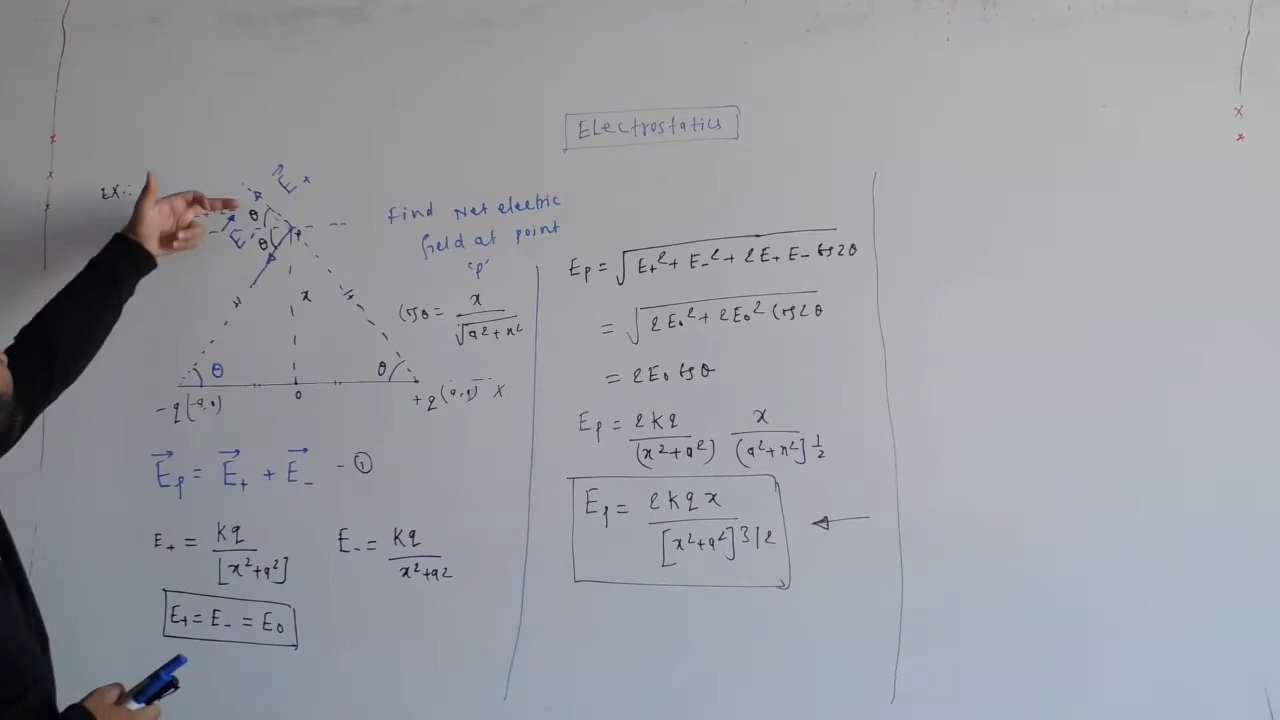 Electrostatics
EX:.
E+
θ
E-
θ
P
x
θ
θ
-q(-a,0)
0
+q(a,0)
X
Find Net electric
field at point
'P'
Cosθ = x/√a²+x²
Ep = E+ + E- -①
E+ = kq/[x²+a²]
E- = kq/x²+a2
E+ = E- = E0
Ep = √E+² + E-² + 2E+ E- Cos2θ
= √2E0² + 2E0² Cos2θ
= 2E0 Cosθ
Ep = 2kq/(x²+a²) x/(a²+x²]1/2
Ep = 2kqx/[x²+a²]3/2